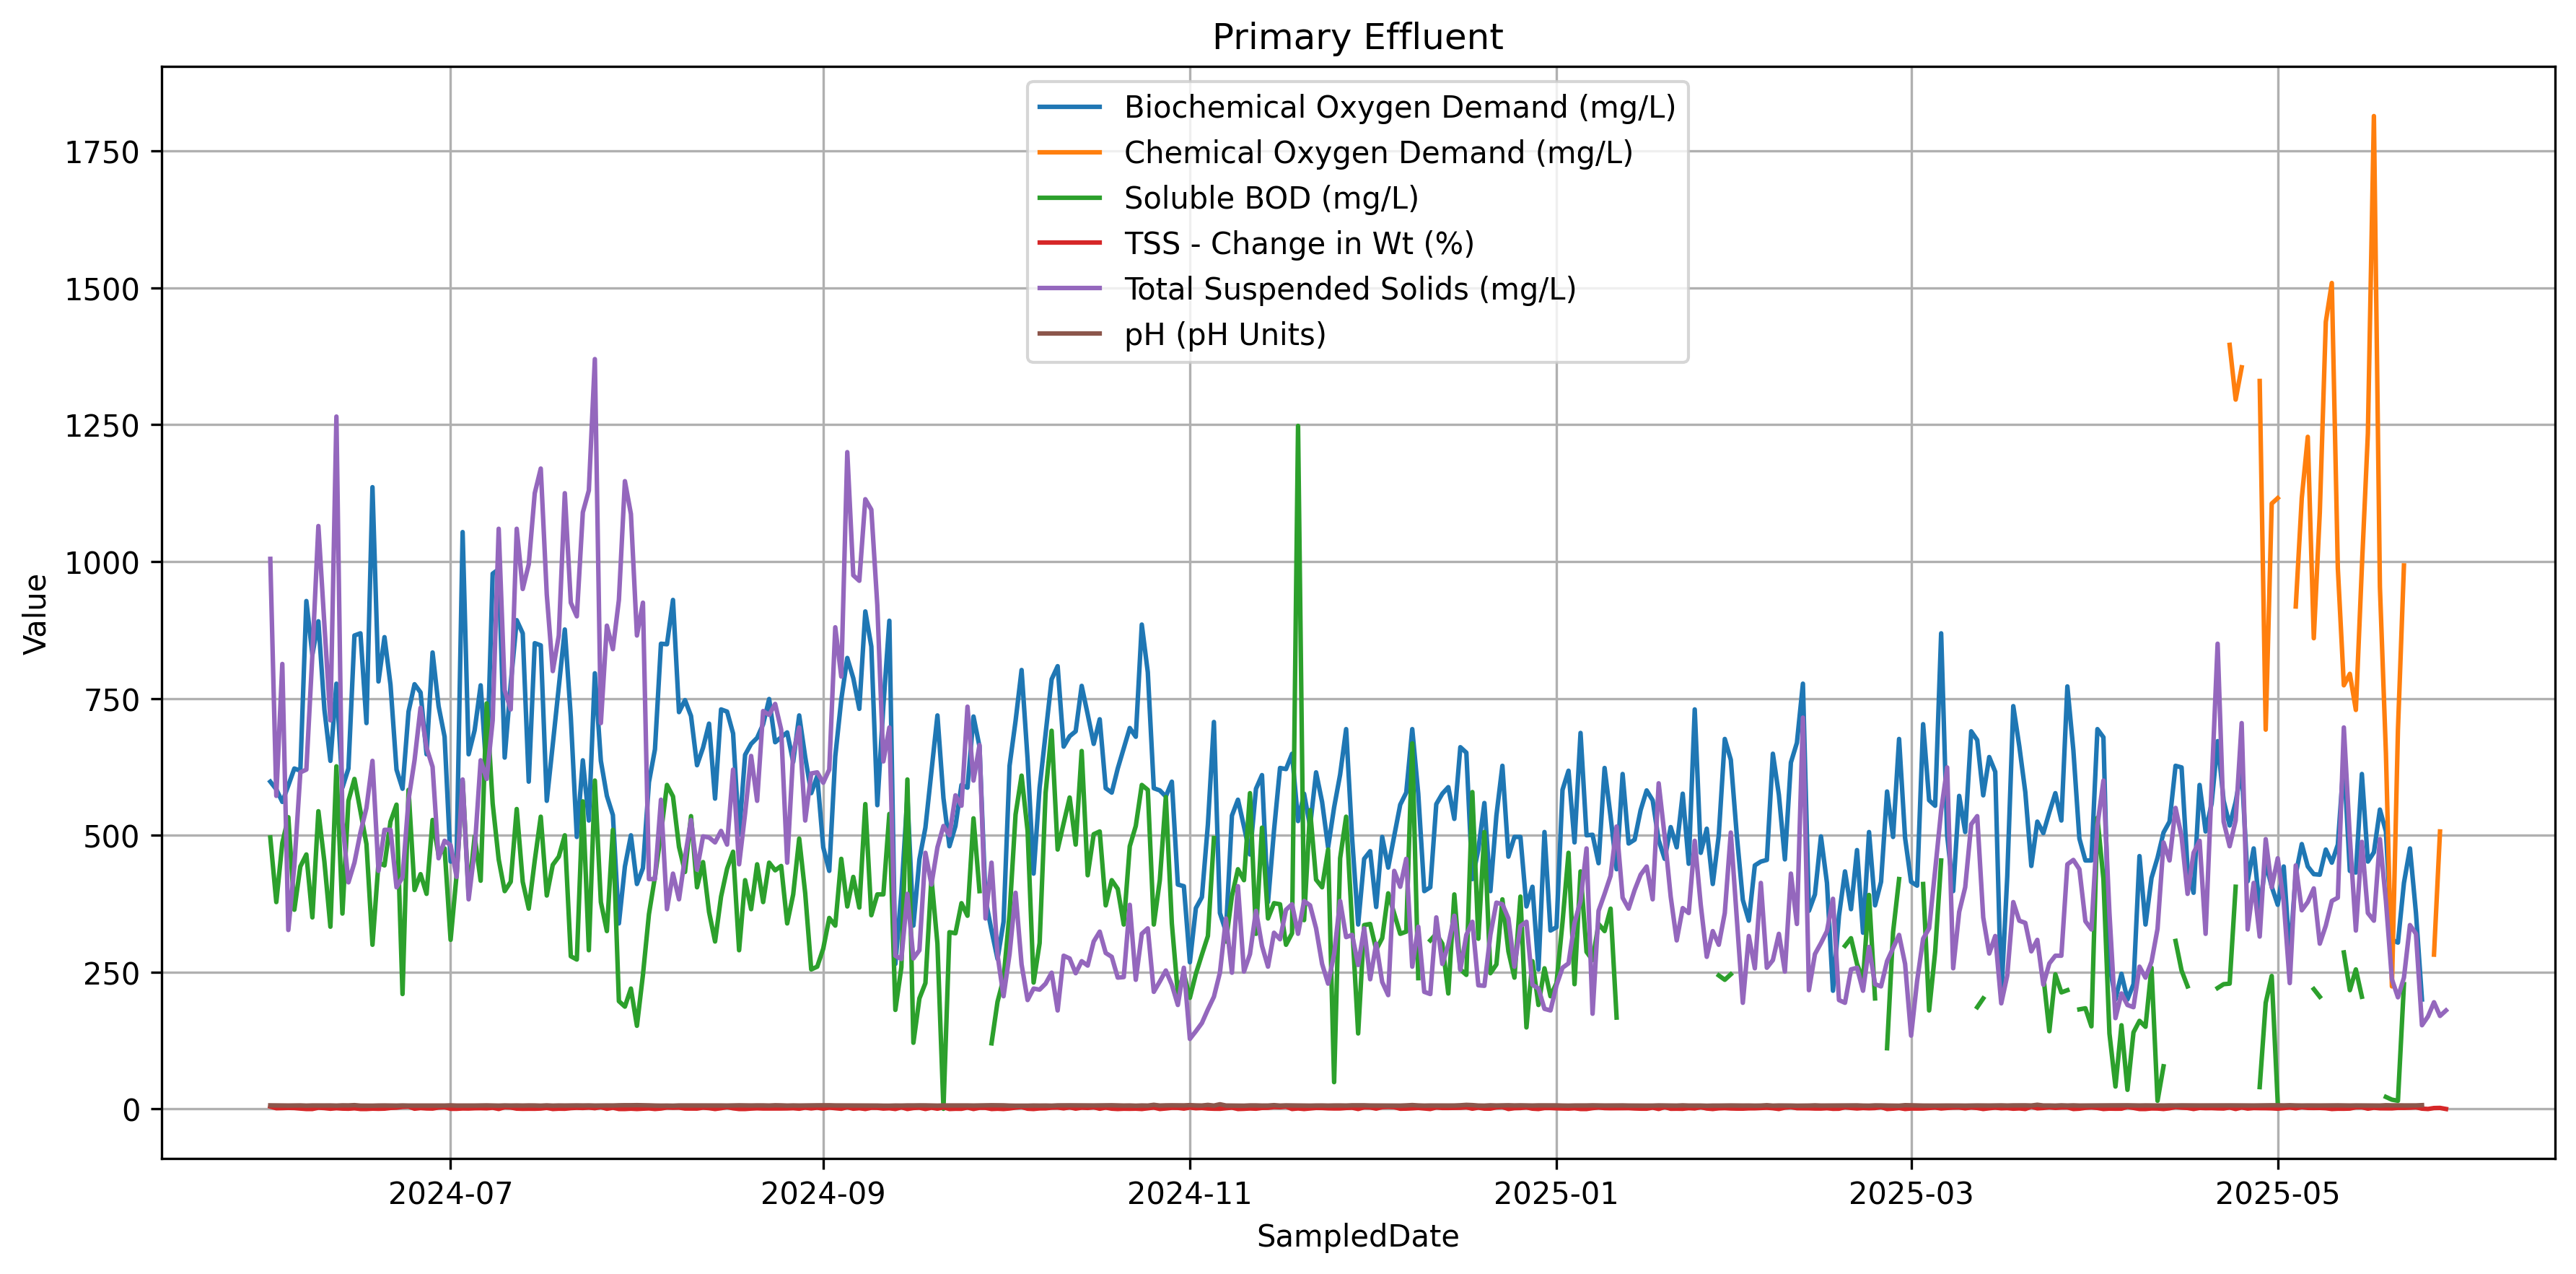 Primary Effluent
Biochemical Oxygen Demand (mg/L)
Chemical Oxygen Demand (mg/L)
Soluble BOD (mg/L)
TSS - Change in Wt (%)
Total Suspended Solids (mg/L)
pH (pH Units)
1750
1500
1250
1000
750
500
250
0
Value
2024-07
2024-09
2024-11
2025-01
2025-03
2025-05
SampledDate